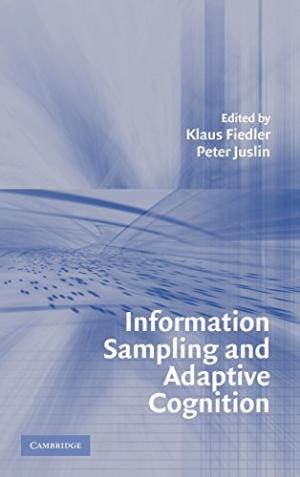 Edited by
Klaus Fiedler
Peter Juslin
Information
Sampling and
Adaptive
Cognition
CAMBRIDGE